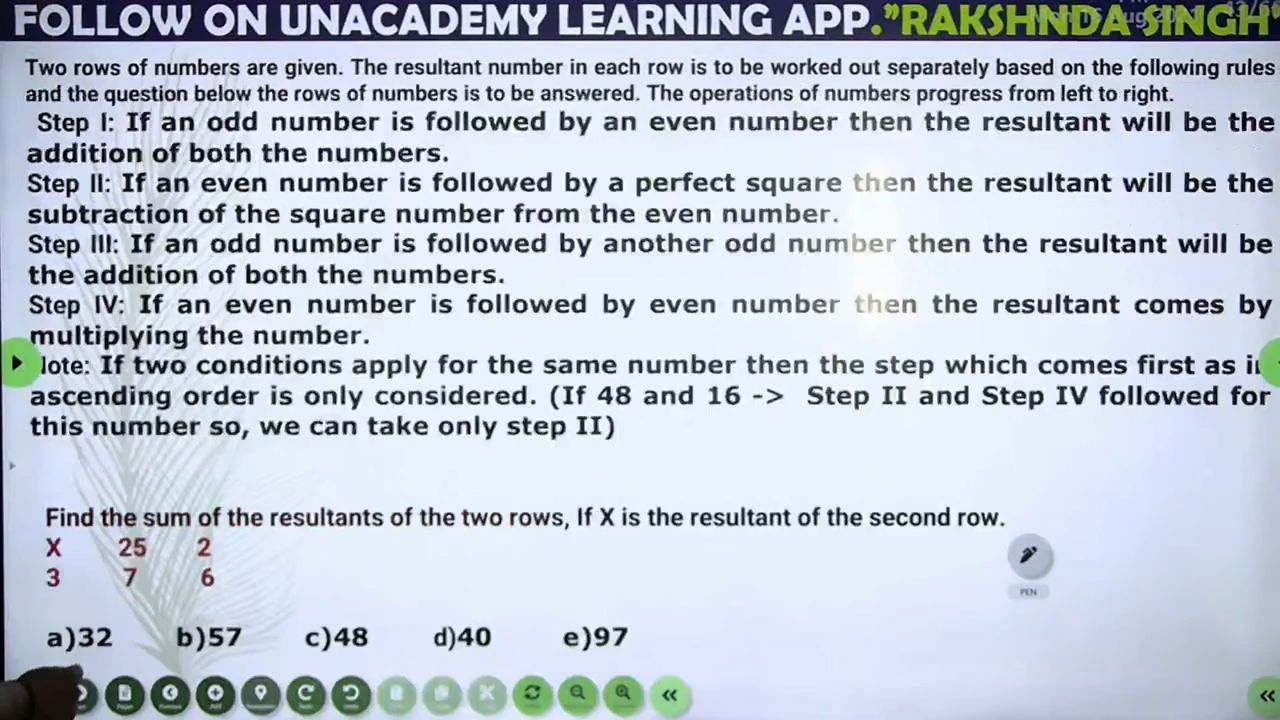 FOLLOW ON UNACADEMY LEARNING APP."RAKSHNDA SINGH
Two rows of numbers are given. The resultant number in each row is to be worked out separately based on the following rules
and the question below the rows of numbers is to be answered. The operations of numbers progress from left to right.
Step I: If an odd number is followed by an even number then the resultant will be the
addition of both the numbers.
Step II: If an even number is followed by a perfect square then the resultant will be the
subtraction of the square number from the even number.
Step III: If an odd number is followed by another odd number then the resultant will be
the addition of both the numbers.
Step IV: If an even number is followed by even number then the resultant comes by
multiplying the number.
lote: If two conditions apply for the same number then the step which comes first as i
ascending order is only considered. (If 48 and 16 -> Step II and Step IV followed for
this number so, we can take only step II)
Find the sum of the resultants of the two rows, If X is the resultant of the second row.
X 25 2
3 7 6
PEN
a)32 b)57 c)48 d)40 e)97